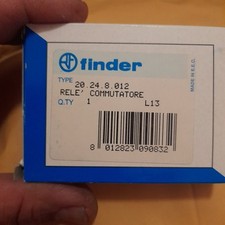 finder
TYPE 20.24.8.012
RELE' COMMUTATORE
Q.TY 1 L13
8 012823 090832
MADE IN E.E.C.